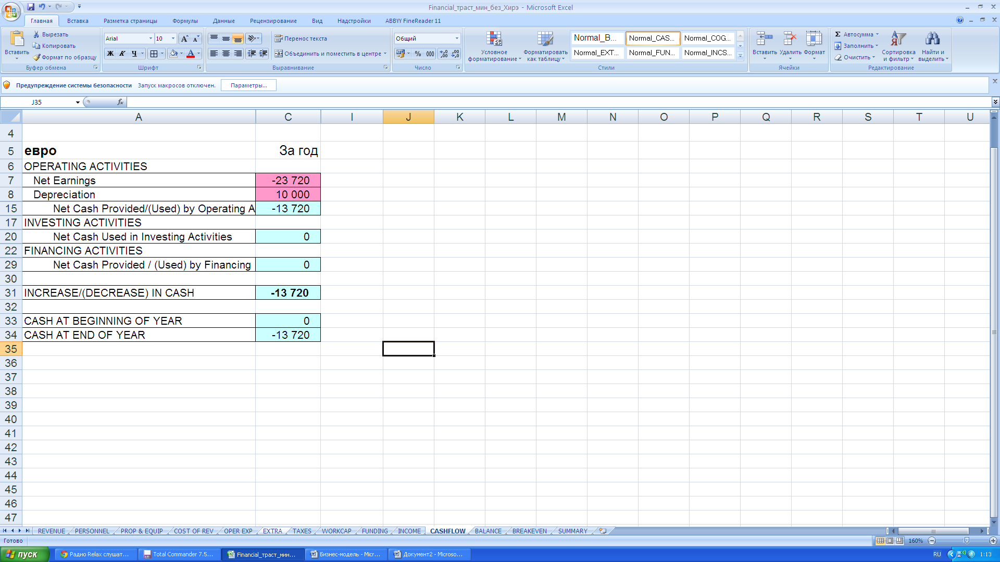 Financial_траст_мин_без_Хирэ - Microsoft Excel
Главная Вставка Разметка страницы Формулы Данные Рецензирование Вид Надстройки ABBYY FineReader 11
Вставить
Вырезать
Копировать
Формат по образцу
Буфер обмена
Arial 10
Ж К Ч
Шрифт
Перенос текста
Объединить и поместить в центре
Выравнивание
Общий
% 000
Число
Условное форматирование
Форматировать как таблицу
Normal_B... Normal_CAS... Normal_COG...
Normal_EXT... Normal_FUN... Normal_INCS...
Стили
Вставить Удалить Формат
Ячейки
Автосумма
Заполнить
Очистить
Сортировка и фильтр
Найти и выделить
Редактирование
Предупреждение системы безопасности Запуск макросов отключен. Параметры...
J35 fx
A C I J K L M N O P Q R S T U
4
5 евро За год
6 OPERATING ACTIVITIES
7 Net Earnings -23 720
8 Depreciation 10 000
15 Net Cash Provided/(Used) by Operating A -13 720
17 INVESTING ACTIVITIES
20 Net Cash Used in Investing Activities 0
22 FINANCING ACTIVITIES
29 Net Cash Provided / (Used) by Financing 0
30
31 INCREASE/(DECREASE) IN CASH -13 720
32
33 CASH AT BEGINNING OF YEAR 0
34 CASH AT END OF YEAR -13 720
35
36
37
38
39
40
41
42
43
44
45
46
47
REVENUE PERSONNEL PROP & EQUIP COST OF REV OPER EXP EXTRA TAXES WORKCAP FUNDING INCOME CASHFLOW BALANCE BREAKEVEN SUMMARY
Готово 160%
пуск Радио Relax слушат... Total Commander 7.5... Financial_траст_мин... Бизнес-модель - Micr... Документ2 - Microso... RU 1:13